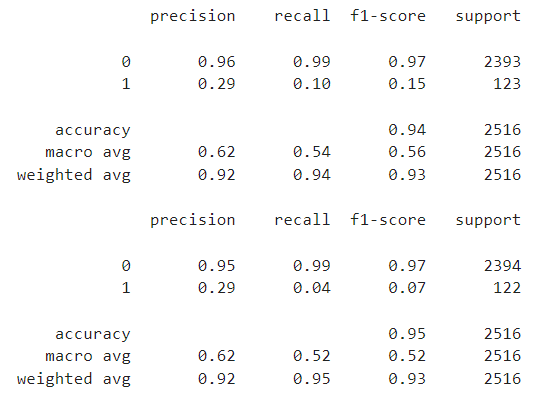 precision recall f1-score support
0 0.96 0.99 0.97 2393
1 0.29 0.10 0.15 123
accuracy 0.94 2516
macro avg 0.62 0.54 0.56 2516
weighted avg 0.92 0.94 0.93 2516
precision recall f1-score support
0 0.95 0.99 0.97 2394
1 0.29 0.04 0.07 122
accuracy 0.95 2516
macro avg 0.62 0.52 0.52 2516
weighted avg 0.92 0.95 0.93 2516